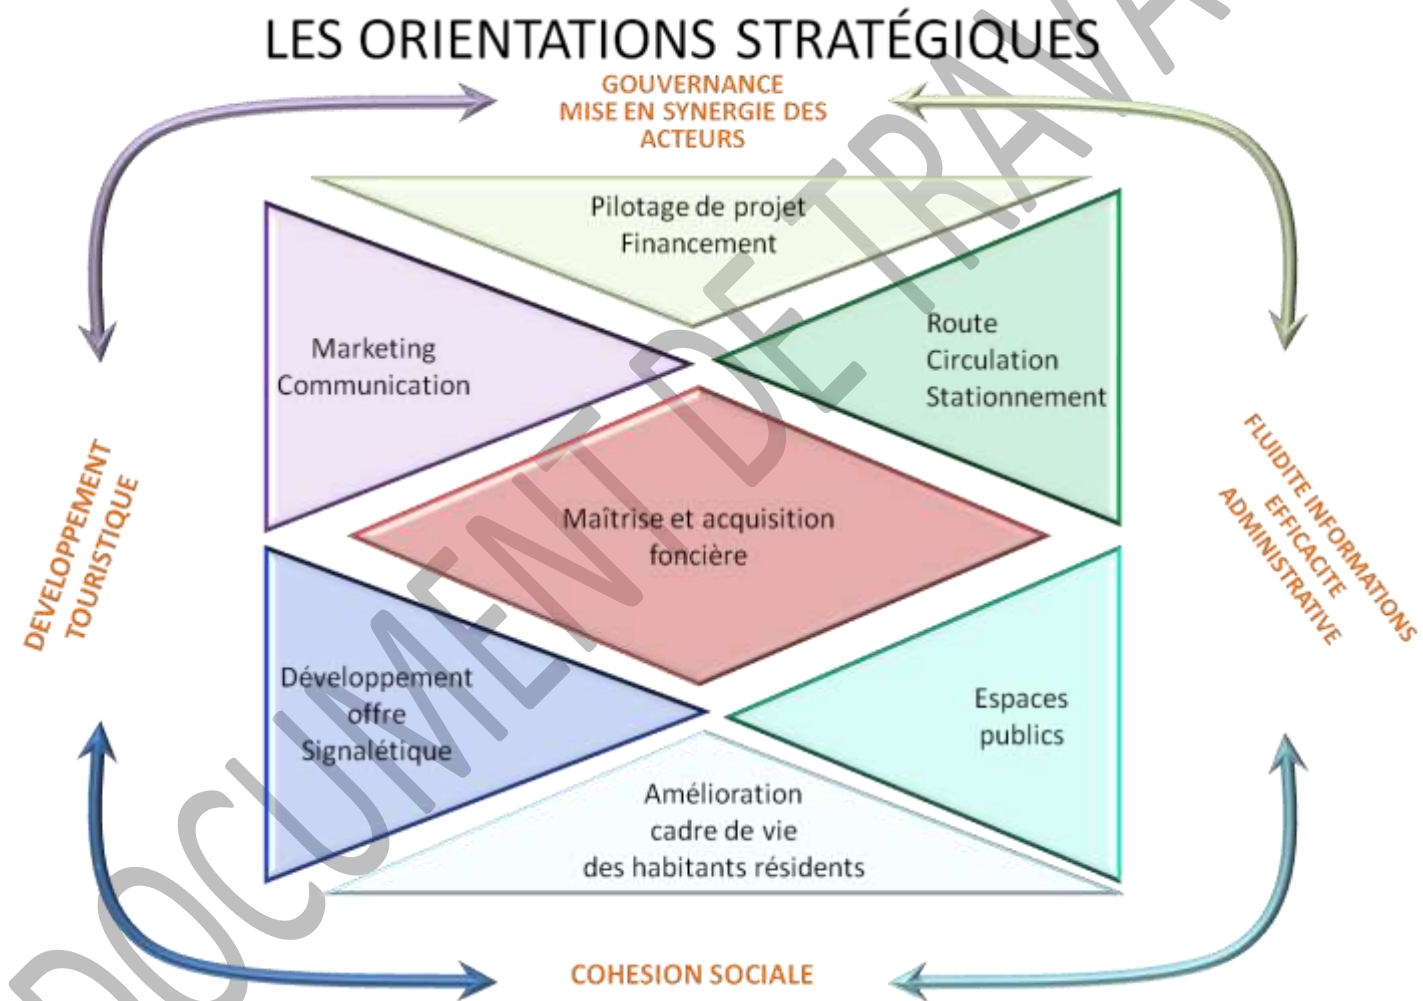 LES ORIENTATIONS STRATÉGIQUES
GOUVERNANCE
MISE EN SYNERGIE DES
ACTEURS
Pilotage de projet
Financement
Marketing
Communication
Route
Circulation
Stationnement
DEVELOPPEMENT
TOURISTIQUE
Maîtrise et acquisition
foncière
FLUIDITE INFORMATIONS
EFFICACITE
ADMINISTRATIVE
Développement
offre
Signalétique
Espaces
publics
Amélioration
cadre de vie
des habitants résidents
COHESION SOCIALE
DOCUMENT DE TRAVA